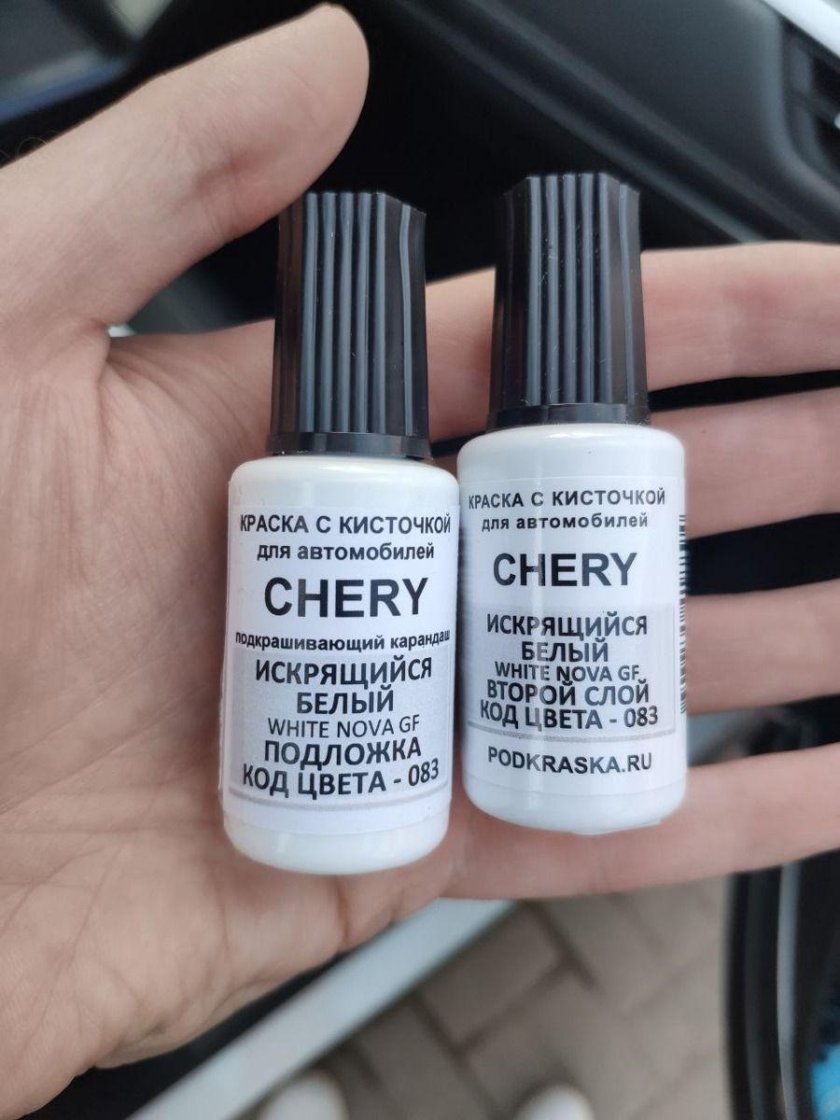 КРАСКА С КИСТОЧКОЙ
для автомобилей
CHERY
подкрашивающий карандаш
ИСКРЯЩИЙСЯ
БЕЛЫЙ
WHITE NOVA GF
ПОДЛОЖКА
КОД ЦВЕТА - 083
КРАСКА С КИСТОЧКОЙ
для автомобилей
CHERY
ИСКРЯЩИЙСЯ
БЕЛЫЙ
WHITE NOVA GF
ВТОРОЙ СЛОЙ
КОД ЦВЕТА - 083
PODKRASKA.RU